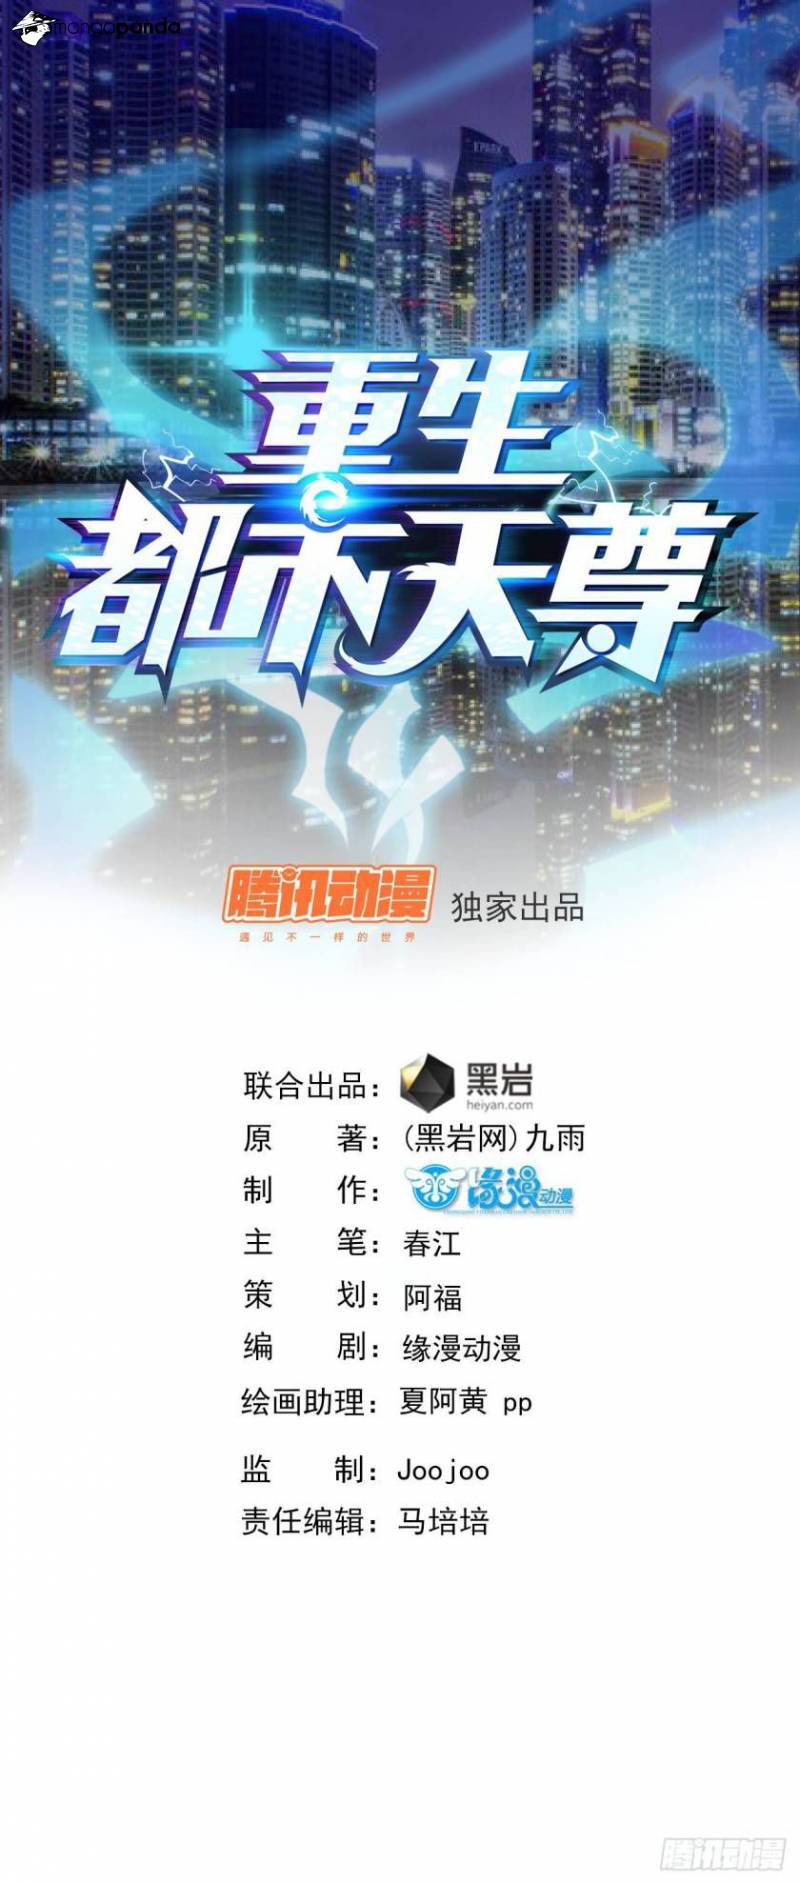 mangapanda
重生
都市天尊
腾讯动漫 独家出品
遇见不一样的世界
联合出品：黑岩
heiyan.com
原著：(黑岩网)九雨
制作：缘漫动漫
主笔：春江
策划：阿福
编剧：缘漫动漫
绘画助理：夏阿黄 pp
监制：Joojoo
责任编辑：马培培
腾讯动漫